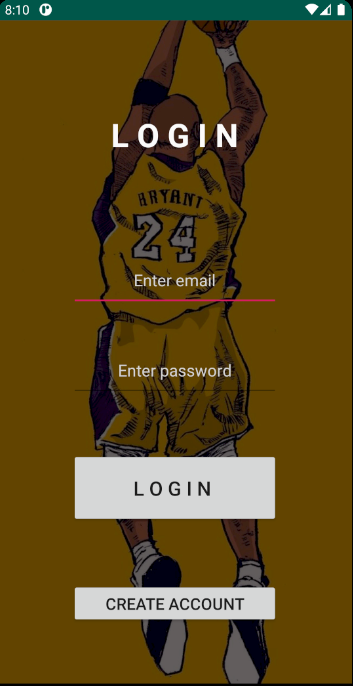 8:10
LOGIN
BRYANT
24
Enter email
Enter password
LOGIN
CREATE ACCOUNT